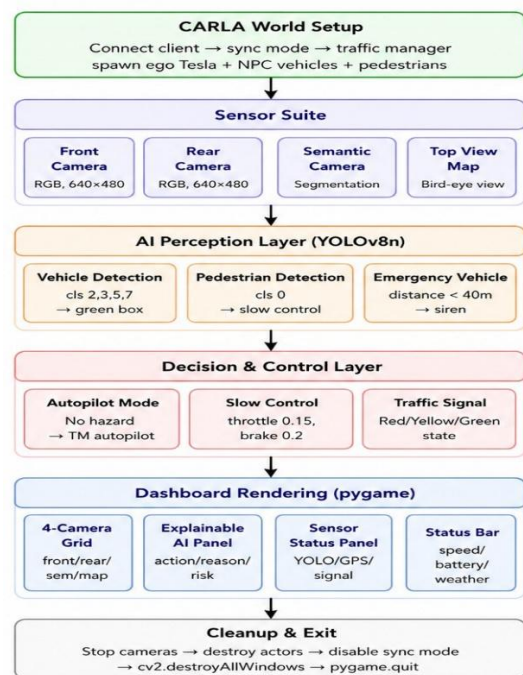 CARLA World Setup
Connect client → sync mode → traffic manager
spawn ego Tesla + NPC vehicles + pedestrians
Sensor Suite
Front
Camera
RGB, 640×480
Rear
Camera
RGB, 640×480
Semantic
Camera
Segmentation
Top View
Map
Bird-eye view
AI Perception Layer (YOLOv8n)
Vehicle Detection
cls 2,3,5,7
→ green box
Pedestrian Detection
cls 0
→ slow control
Emergency Vehicle
distance < 40m
→ siren
Decision & Control Layer
Autopilot Mode
No hazard
→ TM autopilot
Slow Control
throttle 0.15,
brake 0.2
Traffic Signal
Red/Yellow/Green
state
Dashboard Rendering (pygame)
4-Camera
Grid
front/rear/
sem/map
Explainable
AI Panel
action/reason/
risk
Sensor
Status Panel
YOLO/GPS/
signal
Status Bar
speed/
battery/
weather
Cleanup & Exit
Stop cameras → destroy actors → disable sync mode
→ cv2.destroyAllWindows → pygame.quit